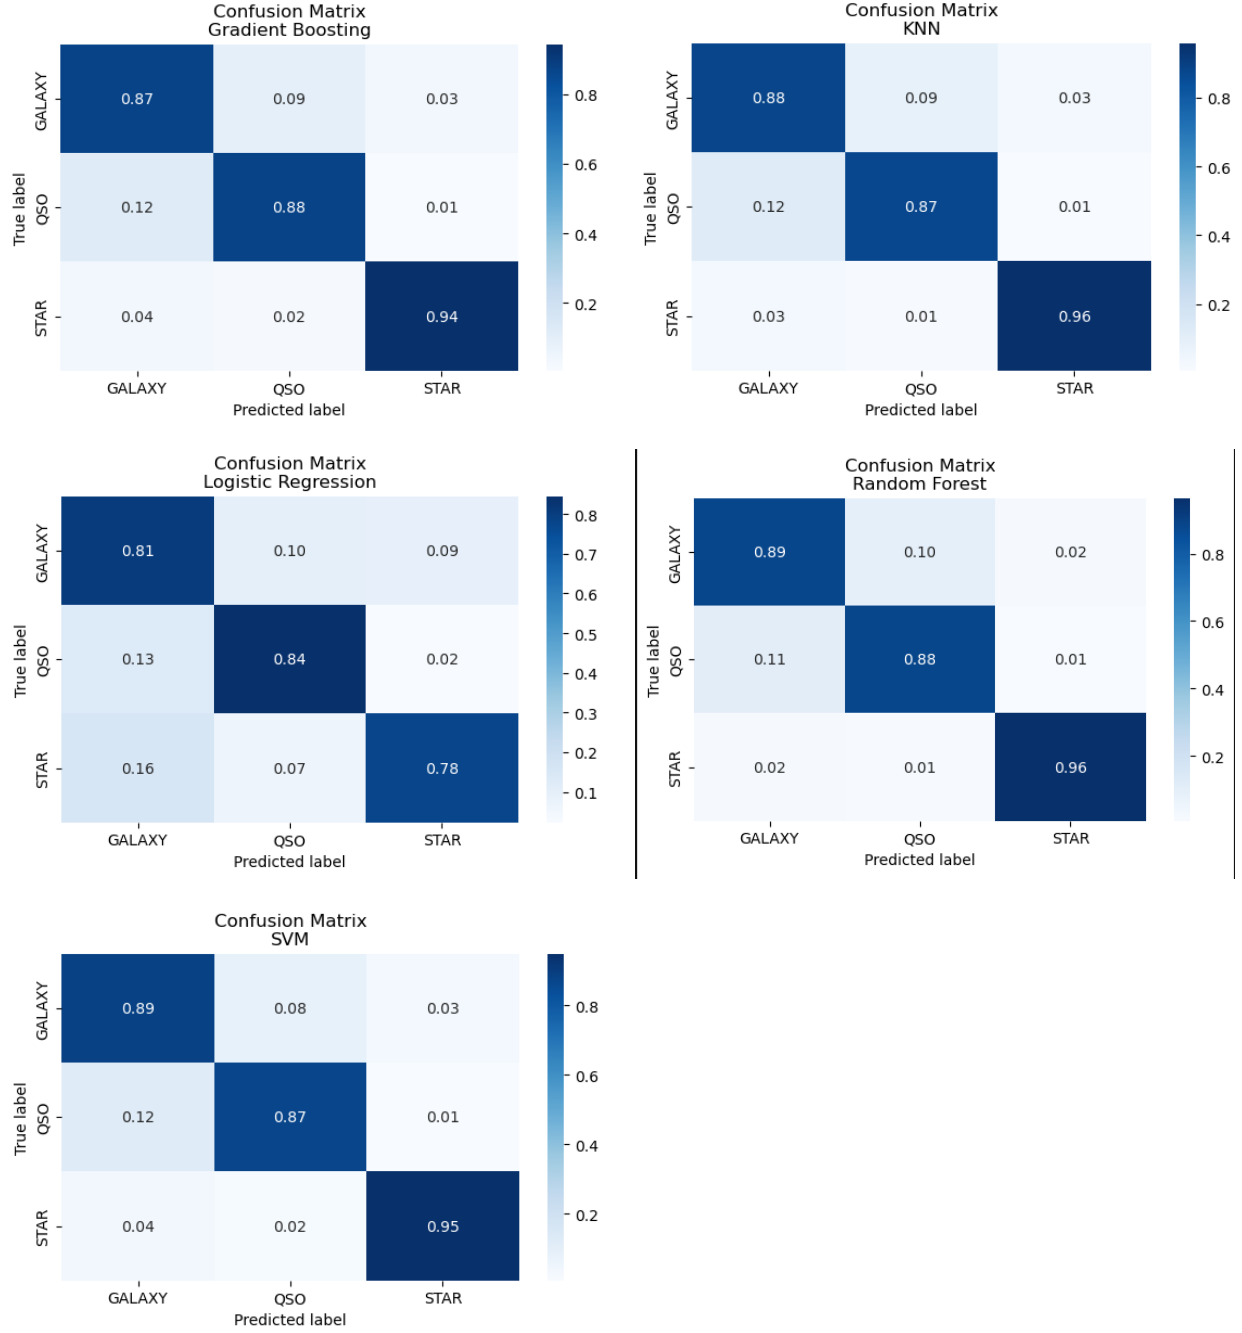 Confusion Matrix
Gradient Boosting
GALAXY 0.87 0.09 0.03
QSO 0.12 0.88 0.01
STAR 0.04 0.02 0.94
True label
GALAXY QSO STAR
Predicted label
0.8
0.6
0.4
0.2
Confusion Matrix
KNN
GALAXY 0.88 0.09 0.03
QSO 0.12 0.87 0.01
STAR 0.03 0.01 0.96
True label
GALAXY QSO STAR
Predicted label
0.8
0.6
0.4
0.2
Confusion Matrix
Logistic Regression
GALAXY 0.81 0.10 0.09
QSO 0.13 0.84 0.02
STAR 0.16 0.07 0.78
True label
GALAXY QSO STAR
Predicted label
0.8
0.7
0.6
0.5
0.4
0.3
0.2
0.1
Confusion Matrix
Random Forest
GALAXY 0.89 0.10 0.02
QSO 0.11 0.88 0.01
STAR 0.02 0.01 0.96
True label
GALAXY QSO STAR
Predicted label
0.8
0.6
0.4
0.2
Confusion Matrix
SVM
GALAXY 0.89 0.08 0.03
QSO 0.12 0.87 0.01
STAR 0.04 0.02 0.95
True label
GALAXY QSO STAR
Predicted label
0.8
0.6
0.4
0.2